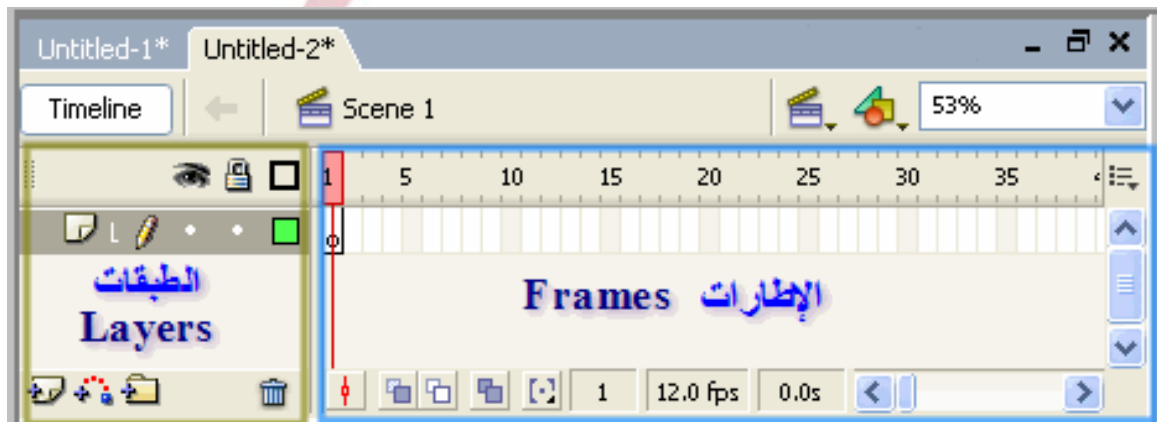 Untitled-1* Untitled-2*
Timeline Scene 1 53%
1 5 10 15 20 25 30 35
L
الطبقات
Layers
Frames الإطارات
1 12.0 fps 0.0s